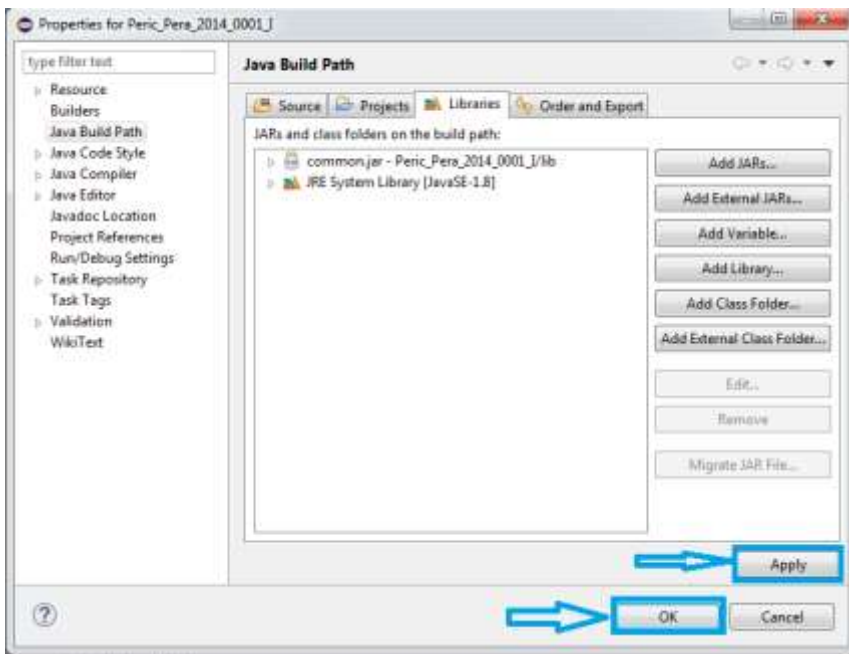 Properties for Peric_Pera_2014_0001_I
type filter text
Resource
Builders
Java Build Path
Java Code Style
Java Compiler
Java Editor
Javadoc Location
Project References
Run/Debug Settings
Task Repository
Task Tags
Validation
WikiText
Java Build Path
Source Projects Libraries Order and Export
JARs and class folders on the build path:
common.jar - Peric_Pera_2014_0001_I/lib
JRE System Library [JavaSE-1.8]
Add JARs...
Add External JARs...
Add Variable...
Add Library...
Add Class Folder...
Add External Class Folder...
Edit...
Remove
Migrate JAR File...
Apply
OK Cancel